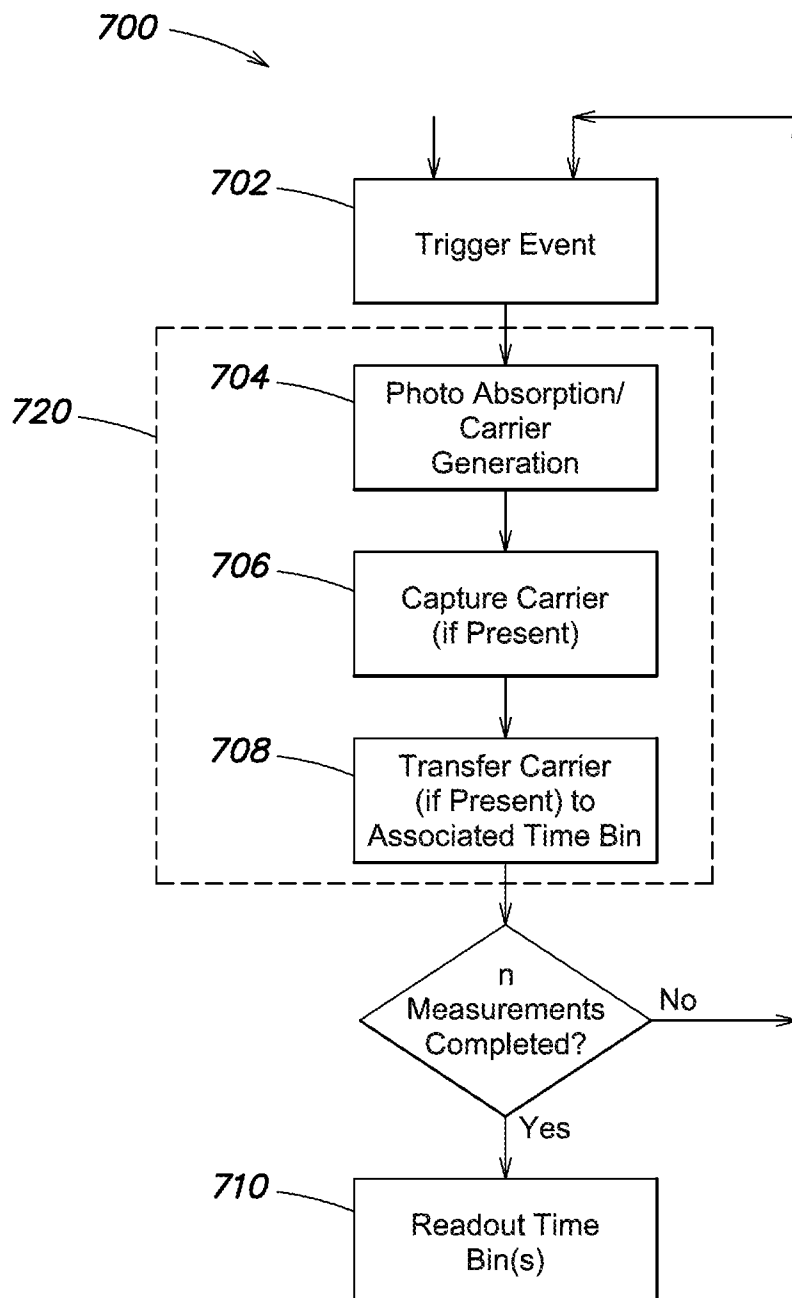 700
702
Trigger Event
704
Photo Absorption/
Carrier
Generation
720
706
Capture Carrier
(if Present)
708
Transfer Carrier
(if Present) to
Associated Time Bin
n
Measurements
Completed?
No
Yes
710
Readout Time
Bin(s)